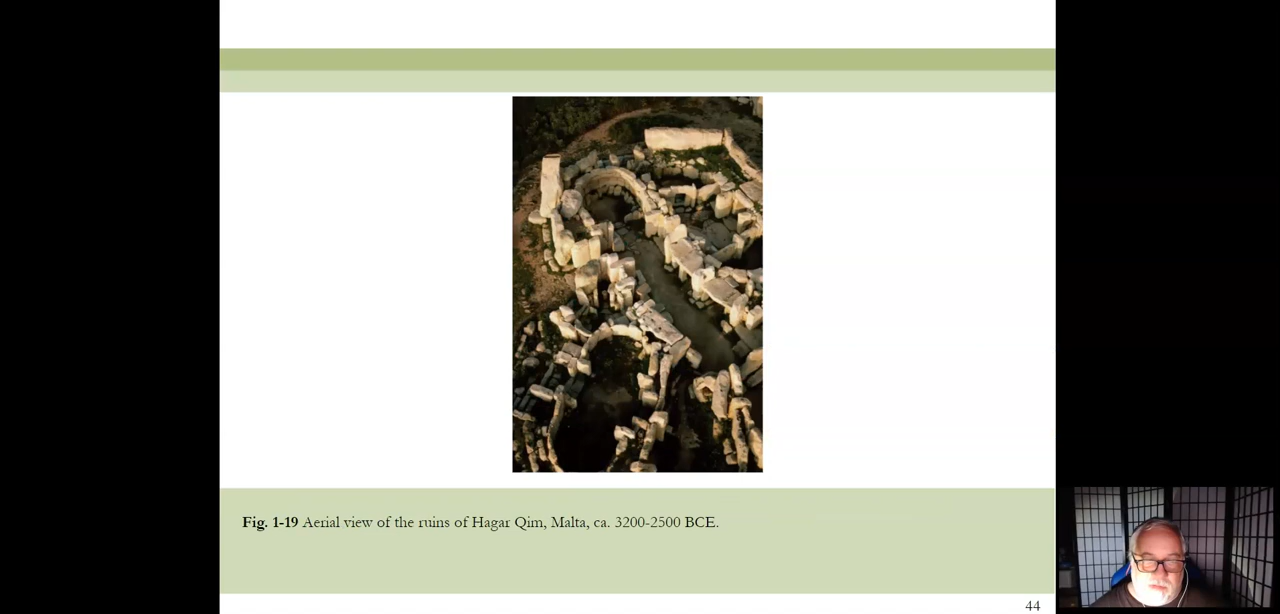 Fig. 1-19 Aerial view of the ruins of Hagar Qim, Malta, ca. 3200-2500 BCE.
44